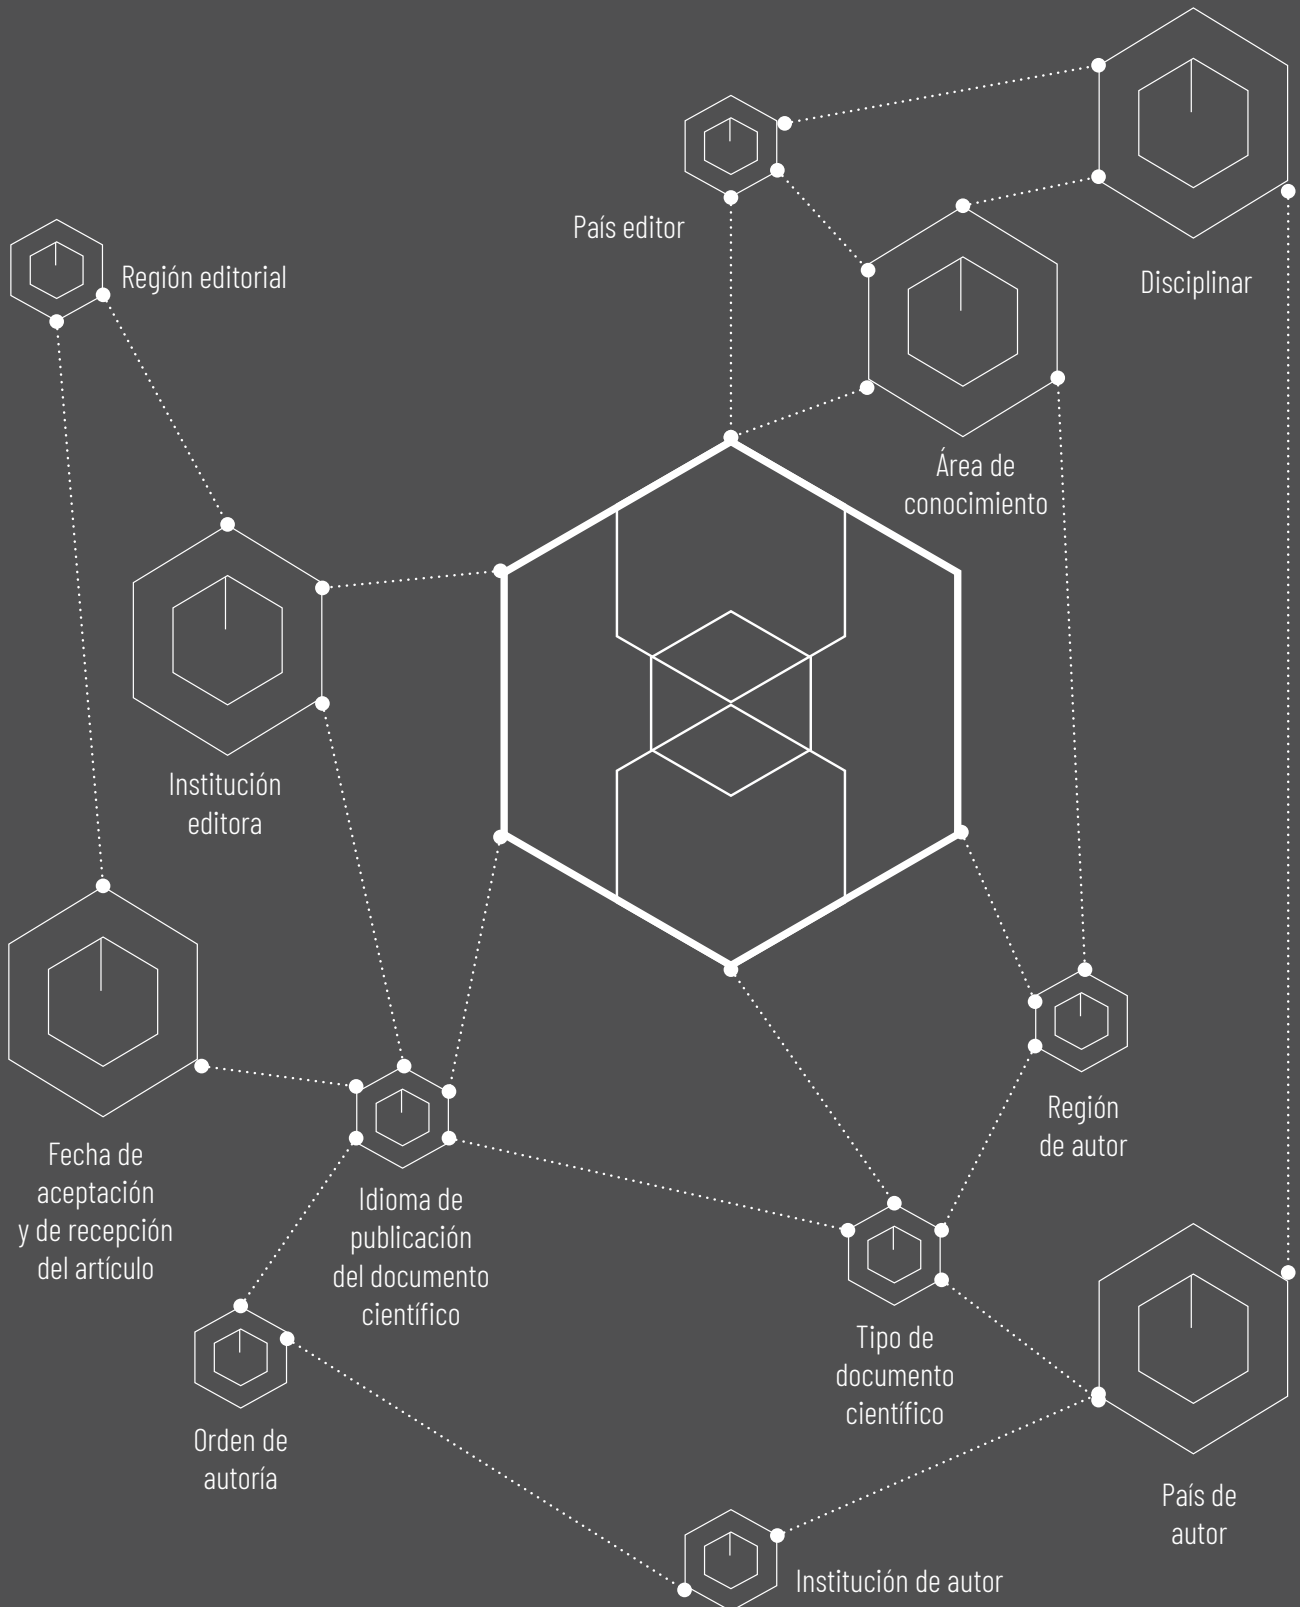 País editor
Región editorial
Disciplinar
Área de
conocimiento
Institución
editora
Región
de autor
Fecha de
aceptación
y de recepción
del artículo
Idioma de
publicación
del documento
científico
Tipo de
documento
científico
Orden de
autoría
País de
autor
Institución de autor